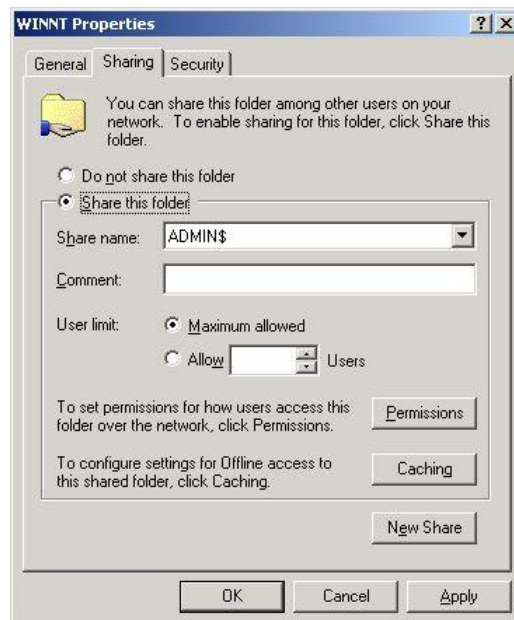 WINNT Properties
? X
General Sharing Security
You can share this folder among other users on your
network. To enable sharing for this folder, click Share this
folder.
Do not share this folder
Share this folder
Share name: ADMIN$
Comment:
User limit: Maximum allowed
Allow Users
To set permissions for how users access this
folder over the network, click Permissions.
Permissions
To configure settings for Offline access to
this shared folder, click Caching.
Caching
New Share
OK Cancel Apply